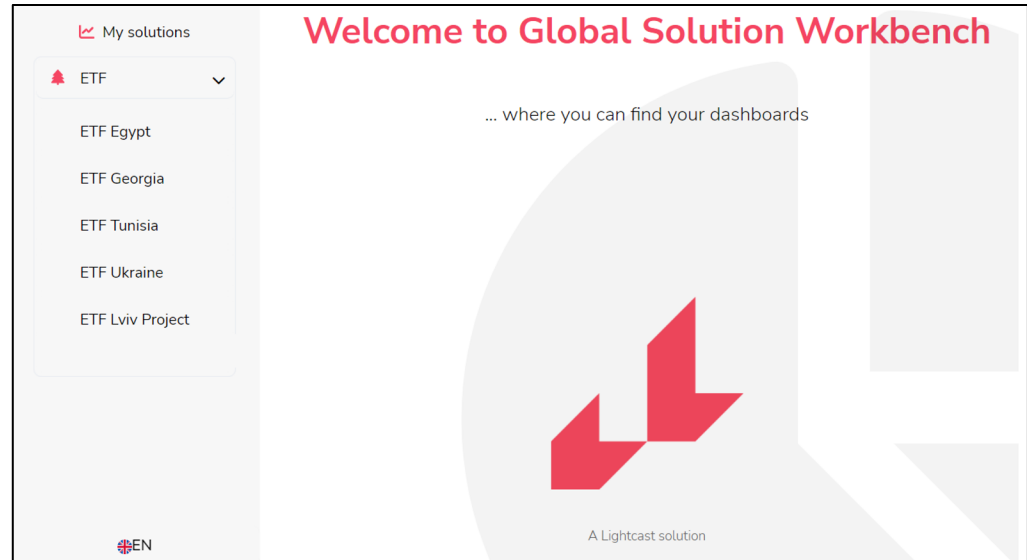 My solutions
ETF
ETF Egypt
ETF Georgia
ETF Tunisia
ETF Ukraine
ETF Lviv Project
EN
Welcome to Global Solution Workbench
... where you can find your dashboards
A Lightcast solution